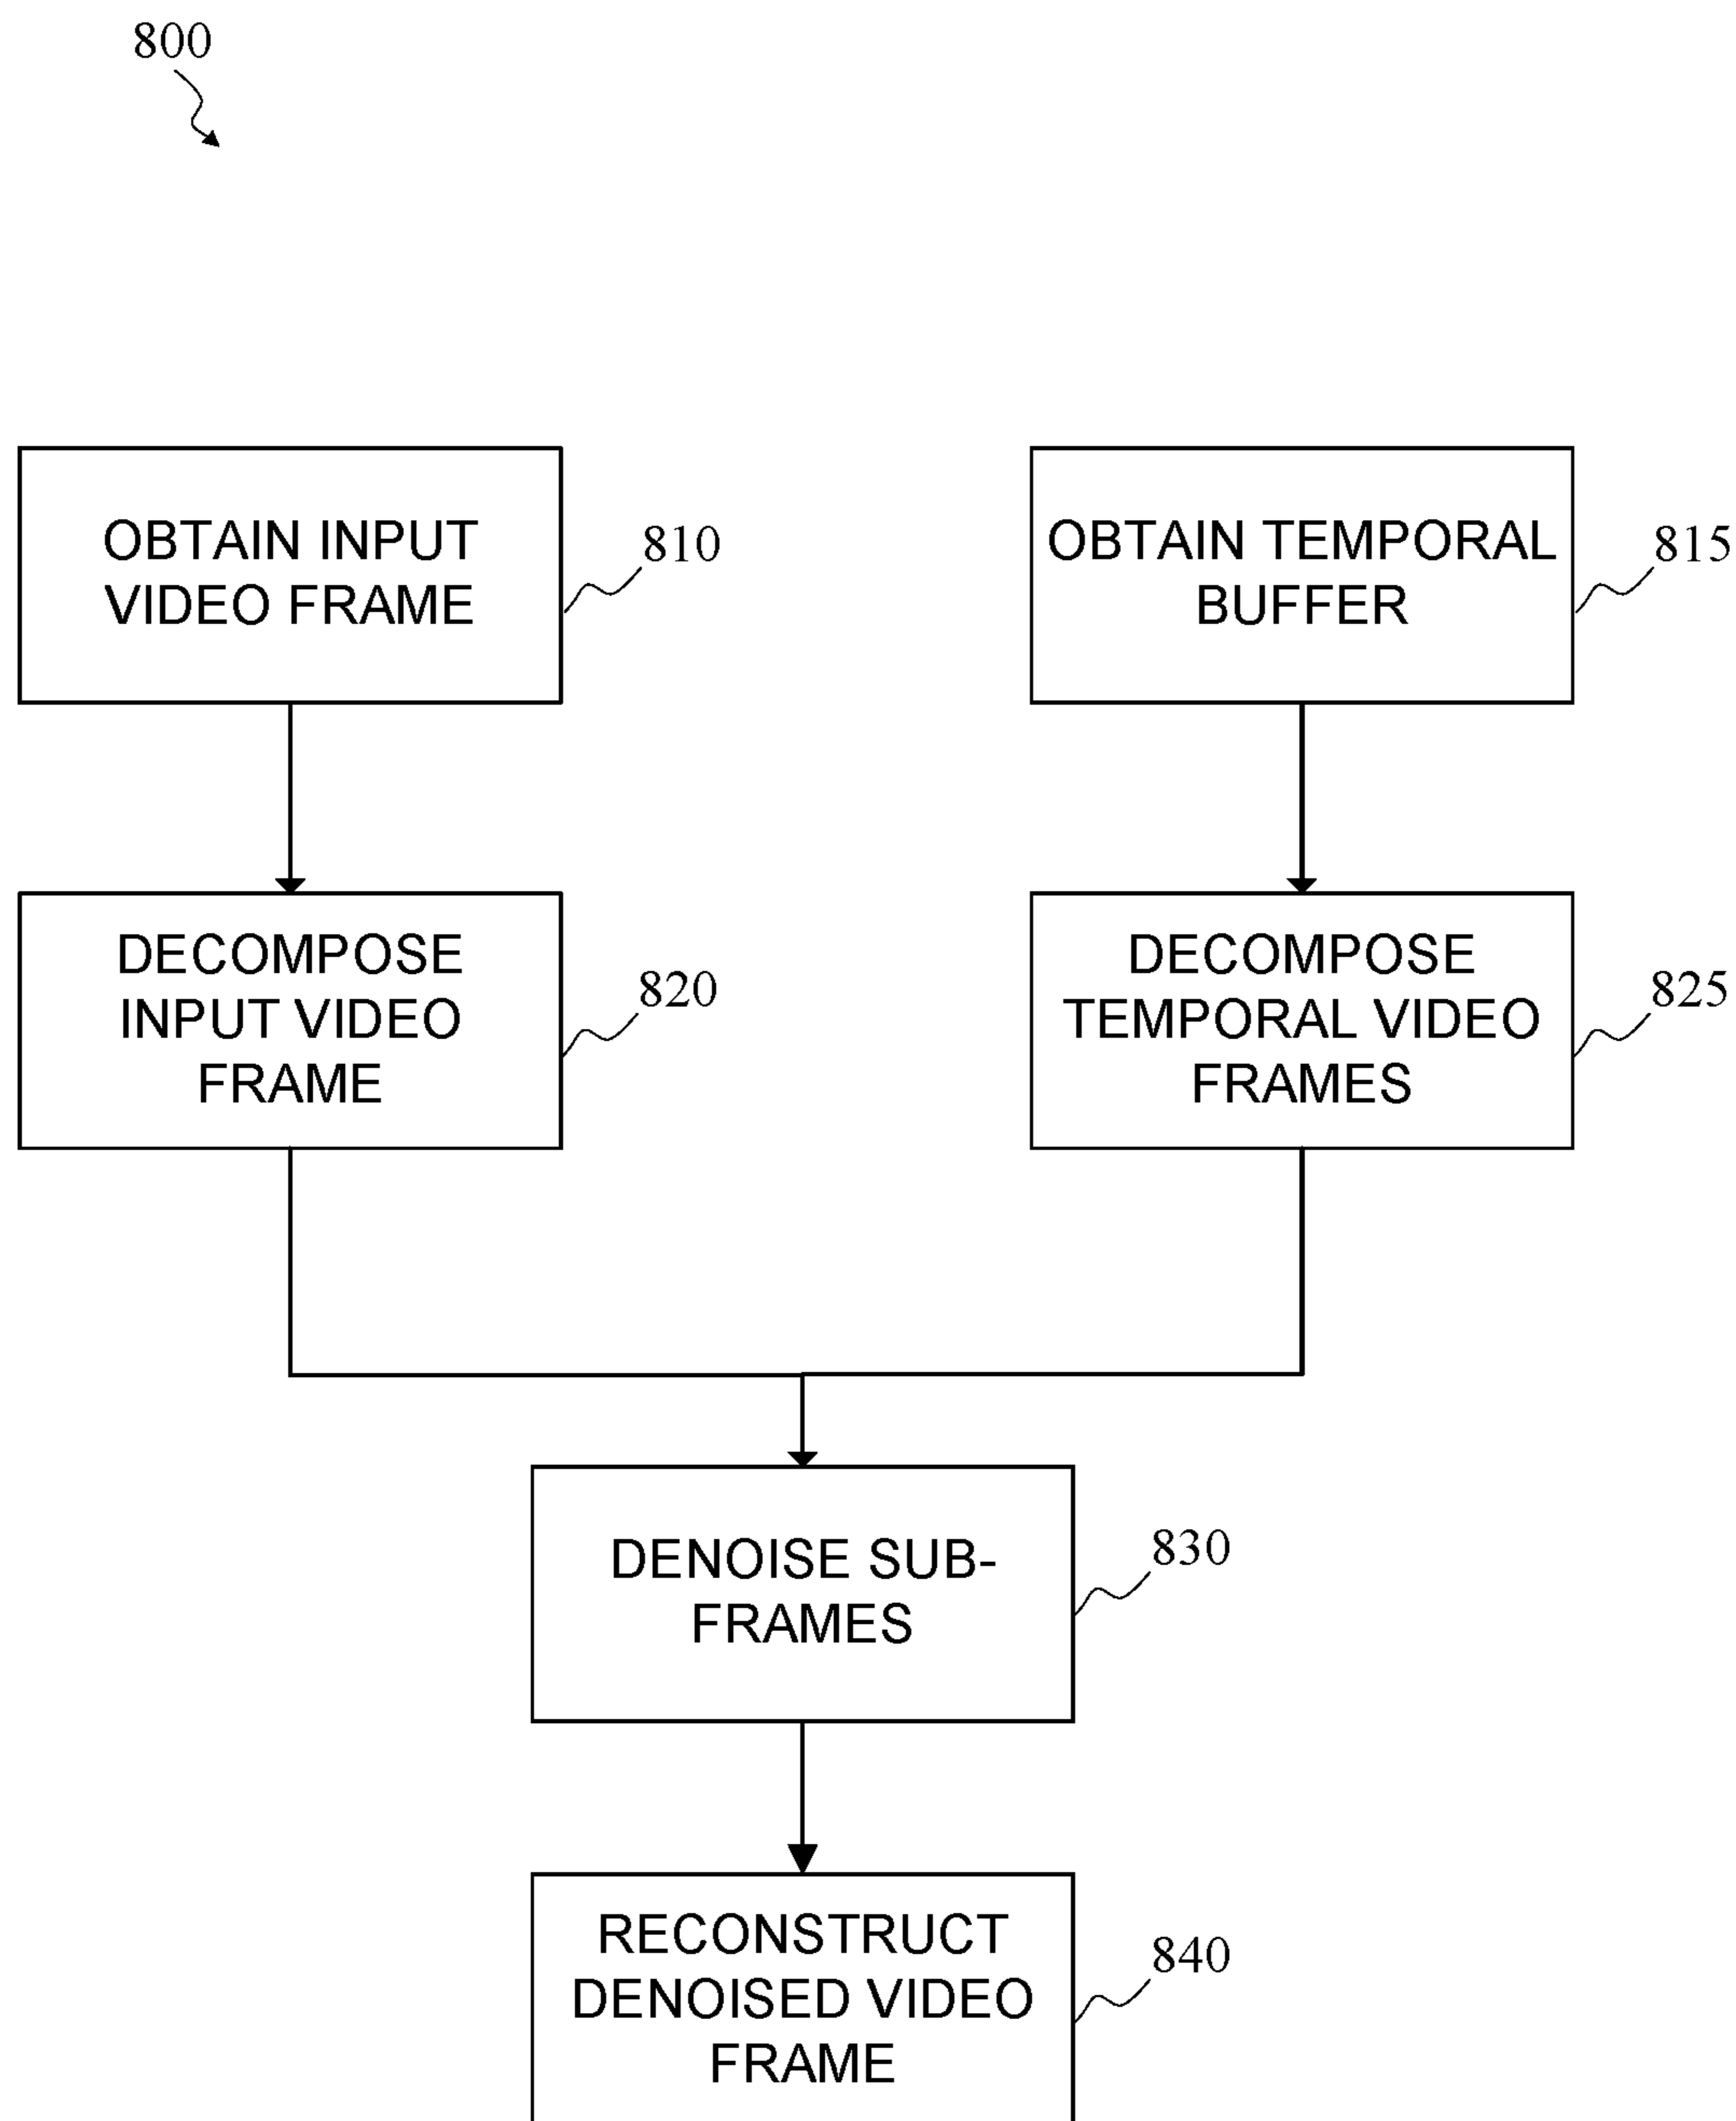 800
OBTAIN INPUT
VIDEO FRAME
810
OBTAIN TEMPORAL
BUFFER
815
DECOMPOSE
INPUT VIDEO
FRAME
820
DECOMPOSE
TEMPORAL VIDEO
FRAMES
825
DENOISE SUB-
FRAMES
830
RECONSTRUCT
DENOISED VIDEO
FRAME
840